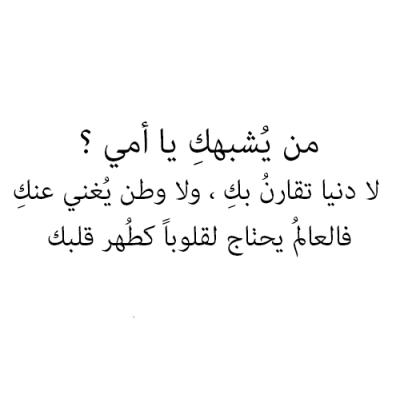 من يُشبهكِ يا أمي ؟
لا دنيا تقارنُ بكِ ، ولا وطن يُغني عنكِ
فالعالمُ يحتاج لقلوباً كطُهر قلبك